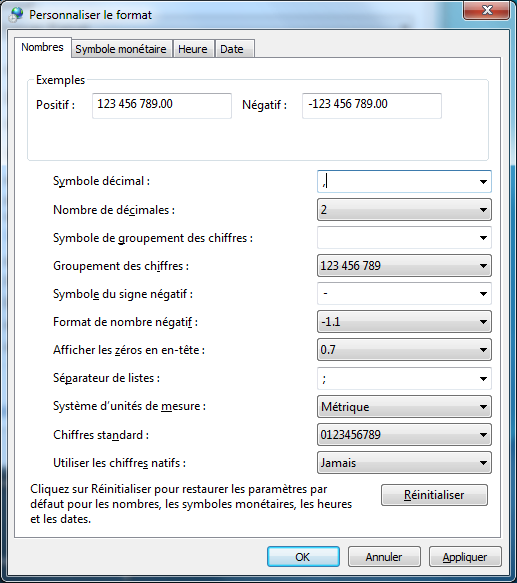 Personnaliser le format
Nombres Symbole monétaire Heure Date
Exemples
Positif : 123 456 789.00 Négatif : -123 456 789.00
Symbole décimal : ,
Nombre de décimales : 2
Symbole de groupement des chiffres :
Groupement des chiffres : 123 456 789
Symbole du signe négatif : -
Format de nombre négatif : -1.1
Afficher les zéros en en-tête : 0.7
Séparateur de listes : ;
Système d'unités de mesure : Métrique
Chiffres standard : 0123456789
Utiliser les chiffres natifs : Jamais
Cliquez sur Réinitialiser pour restaurer les paramètres par
défaut pour les nombres, les symboles monétaires, les heures
et les dates.
Réinitialiser
OK Annuler Appliquer